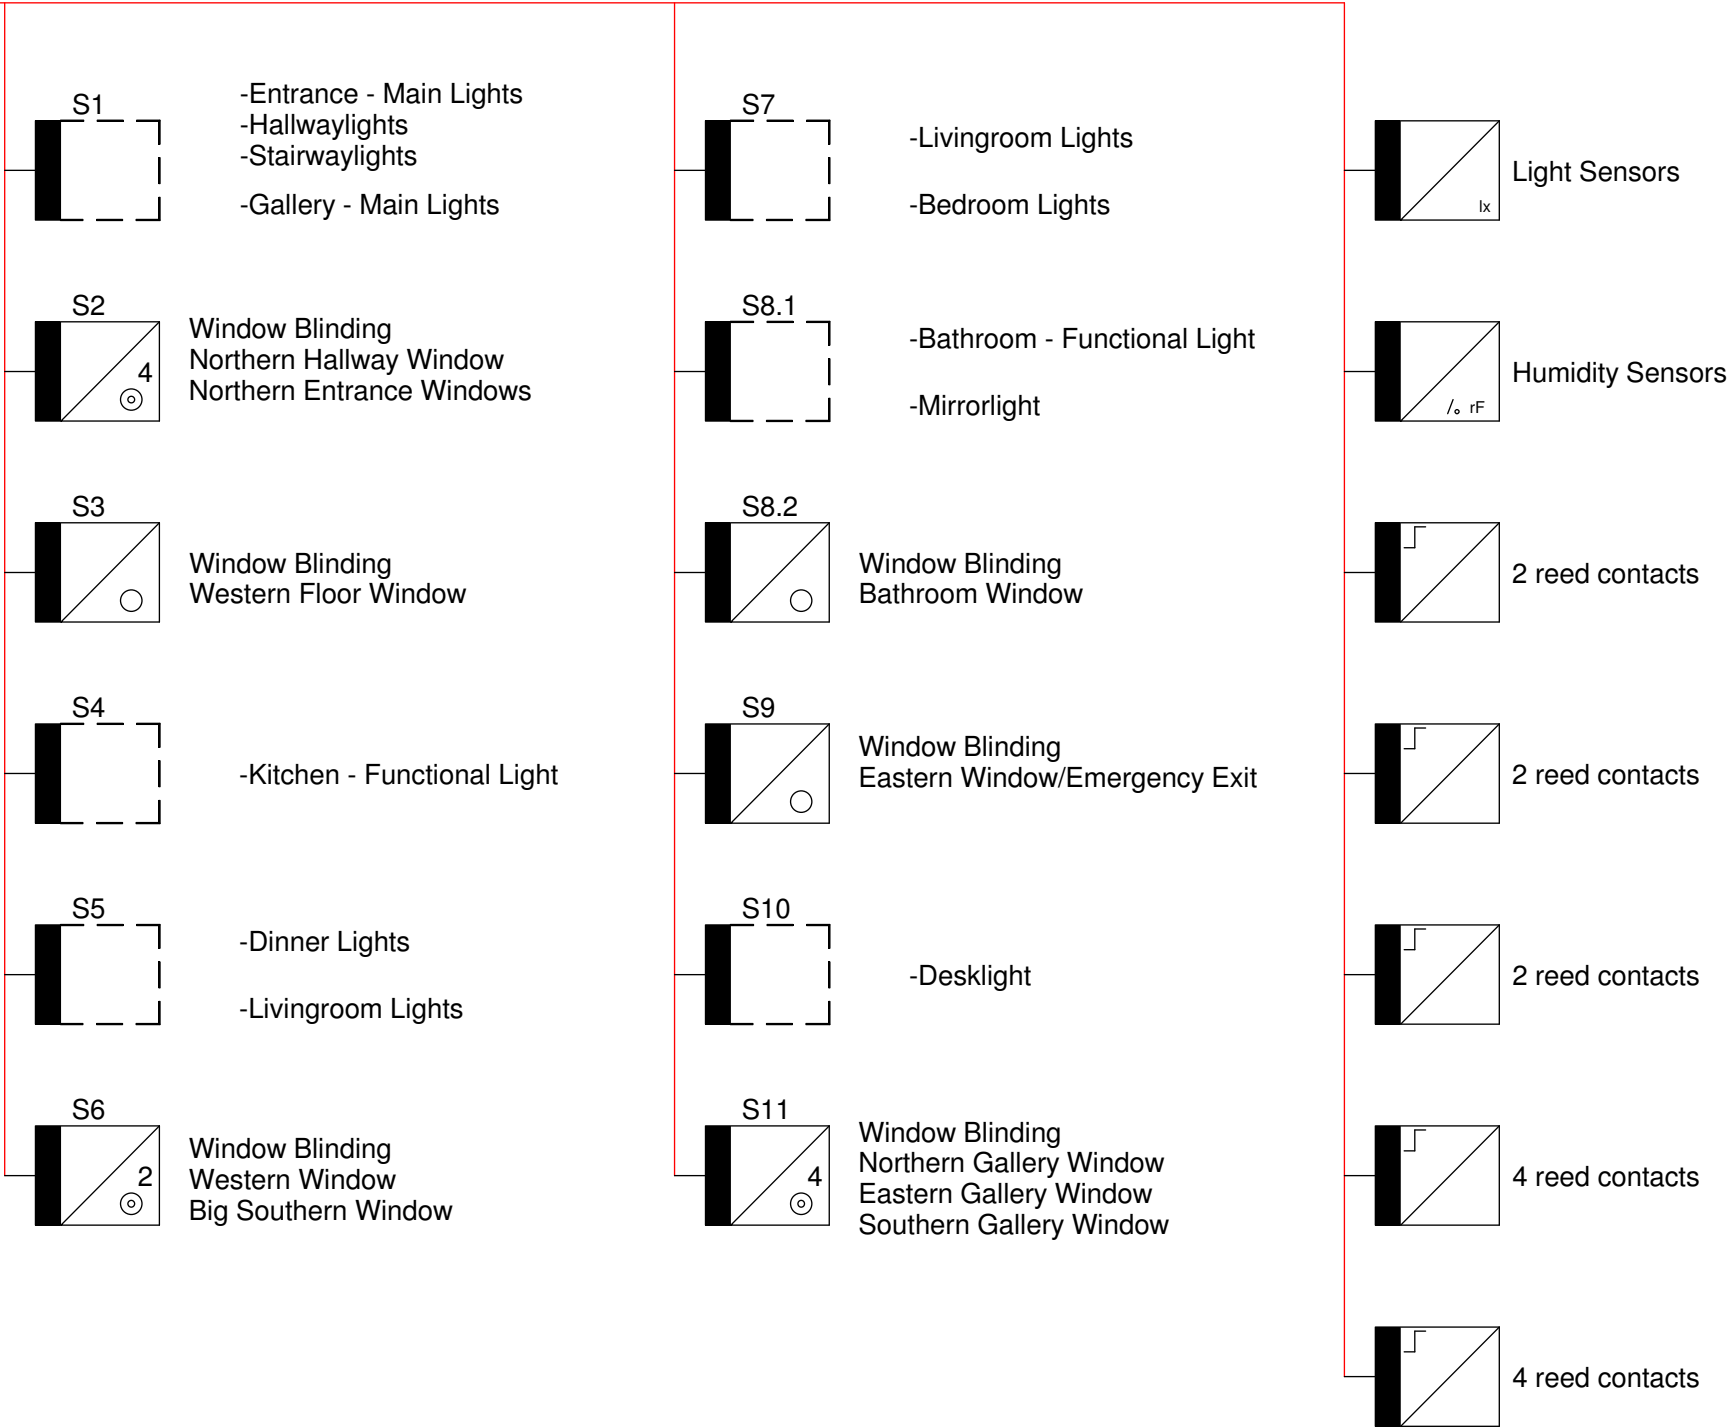 S1
-Entrance - Main Lights
-Hallwaylights
-Stairwaylights
-Gallery - Main Lights
S2
4
Window Blinding
Northern Hallway Window
Northern Entrance Windows
S3
Window Blinding
Western Floor Window
S4
-Kitchen - Functional Light
S5
-Dinner Lights
-Livingroom Lights
S6
2
Window Blinding
Western Window
Big Southern Window
S7
-Livingroom Lights
-Bedroom Lights
S8.1
-Bathroom - Functional Light
-Mirrorlight
S8.2
Window Blinding
Bathroom Window
S9
Window Blinding
Eastern Window/Emergency Exit
S10
-Desklight
S11
4
Window Blinding
Northern Gallery Window
Eastern Gallery Window
Southern Gallery Window
lx
Light Sensors
/o rF
Humidity Sensors
2 reed contacts
2 reed contacts
2 reed contacts
4 reed contacts
4 reed contacts